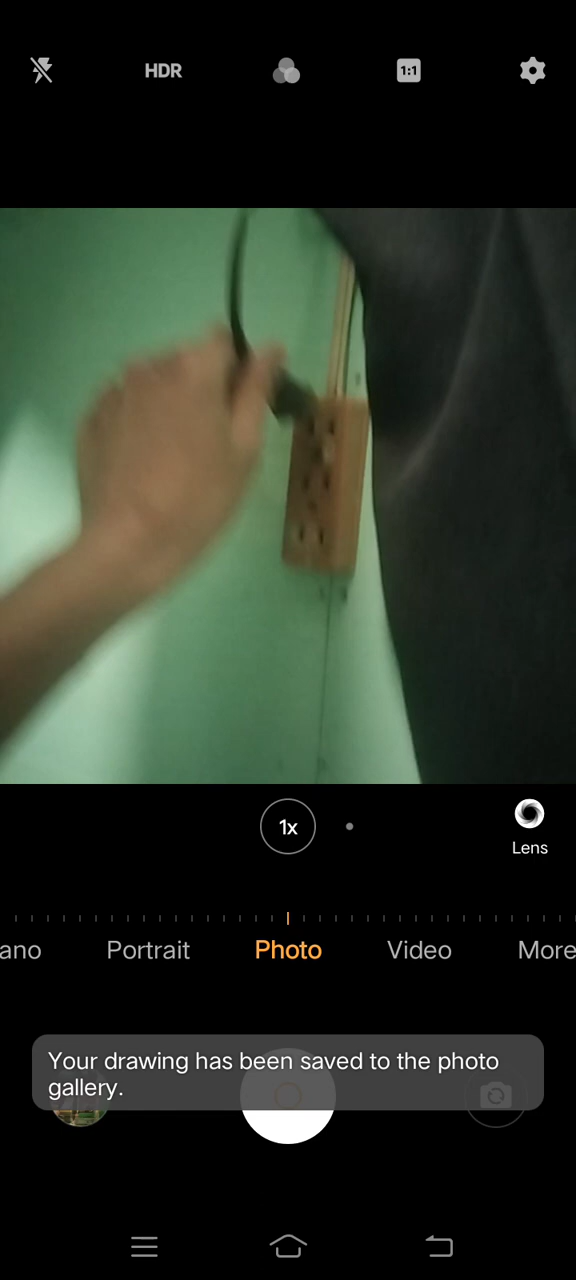 HDR
1:1
1x
Lens
ano
Portrait
Photo
Video
More
Your drawing has been saved to the photo
gallery.